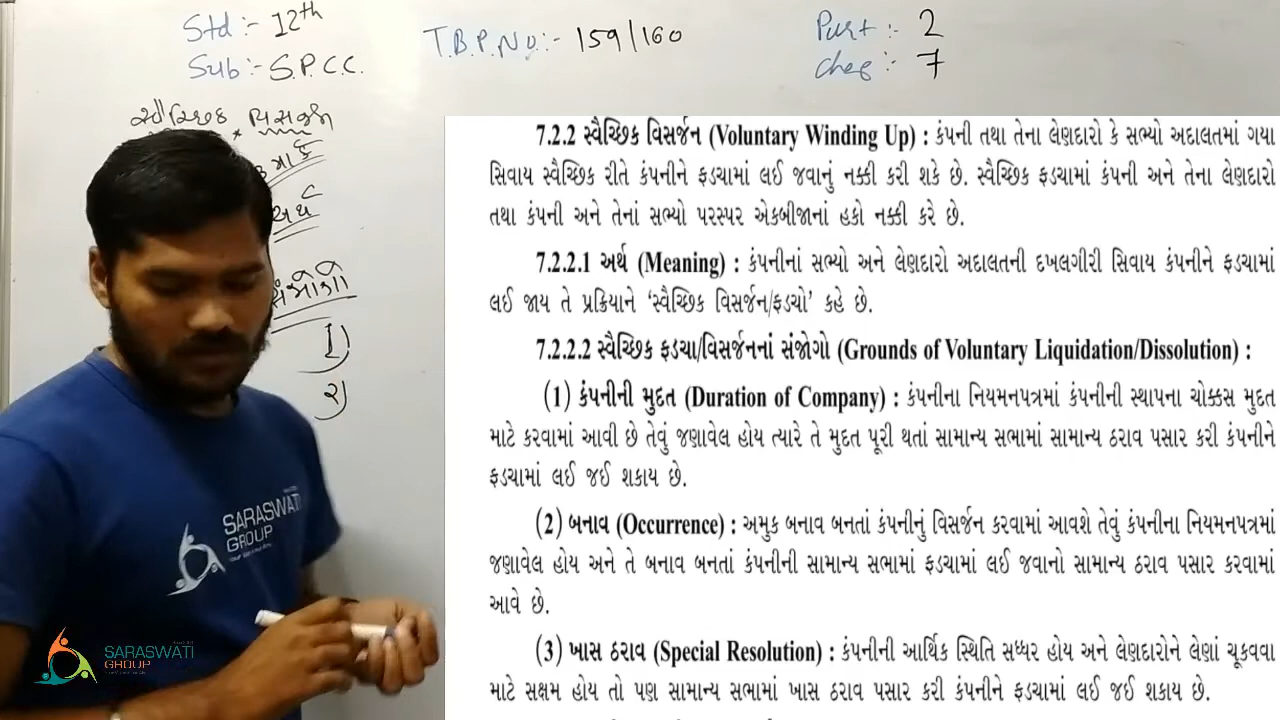 Std :- 12th
Sub :- S.P.C.C.
T.B.P.No :- 159/160
Part :- 2
Chap :- 7
સ્વૈચ્છિક વિસર્જન
અર્થ
સંજોગો
1)
૨)
7.2.2 સ્વૈચ્છિક વિસર્જન (Voluntary Winding Up) : કંપની તથા તેના લેણદારો કે સભ્યો અદાલતમાં ગયા
સિવાય સ્વૈચ્છિક રીતે કંપનીને ફડચામાં લઈ જવાનું નક્કી કરી શકે છે. સ્વૈચ્છિક ફડચામાં કંપની અને તેના લેણદારો
તથા કંપની અને તેનાં સભ્યો પરસ્પર એકબીજાનાં હકો નક્કી કરે છે.
7.2.2.1 અર્થ (Meaning) : કંપનીનાં સભ્યો અને લેણદારો અદાલતની દખલગીરી સિવાય કંપનીને ફડચામાં
લઈ જાય તે પ્રક્રિયાને ‘સ્વૈચ્છિક વિસર્જન/ફડચો’ કહે છે.
7.2.2.2 સ્વૈચ્છિક ફડચા/વિસર્જનનાં સંજોગો (Grounds of Voluntary Liquidation/Dissolution) :
(1) કંપનીની મુદત (Duration of Company) : કંપનીના નિયમનપત્રમાં કંપનીની સ્થાપના ચોક્કસ મુદત
માટે કરવામાં આવી છે તેવું જણાવેલ હોય ત્યારે તે મુદત પૂરી થતાં સામાન્ય સભામાં સામાન્ય ઠરાવ પસાર કરી કંપનીને
ફડચામાં લઈ જઈ શકાય છે.
(2) બનાવ (Occurrence) : અમુક બનાવ બનતાં કંપનીનું વિસર્જન કરવામાં આવશે તેવું કંપનીના નિયમનપત્રમાં
જણાવેલ હોય અને તે બનાવ બનતાં કંપનીની સામાન્ય સભામાં ફડચામાં લઈ જવાનો સામાન્ય ઠરાવ પસાર કરવામાં
આવે છે.
(3) ખાસ ઠરાવ (Special Resolution) : કંપનીની આર્થિક સ્થિતિ સધ્ધર હોય અને લેણદારોને લેણાં ચૂકવવા
માટે સક્ષમ હોય તો પણ સામાન્ય સભામાં ખાસ ઠરાવ પસાર કરી કંપનીને ફડચામાં લઈ જઈ શકાય છે.
SARASWATI
GROUP
SARASWATI
GROUP